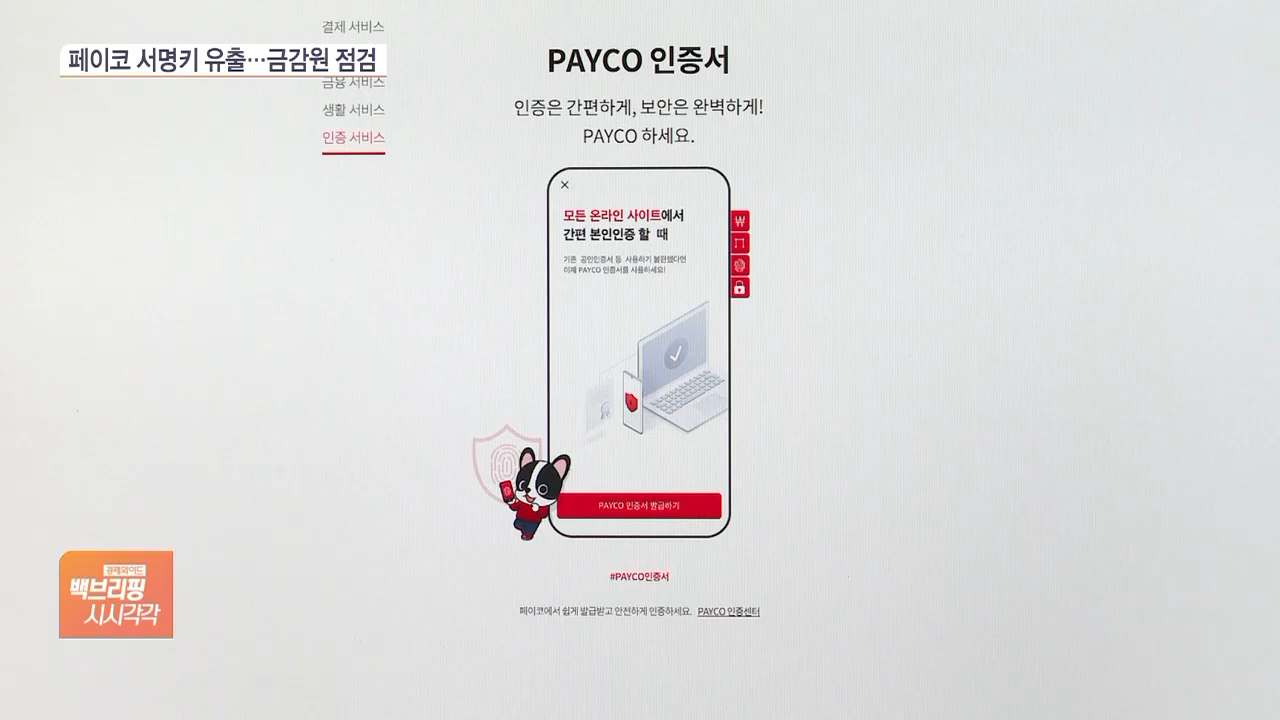 결제 서비스
페이코 서명키 유출…금감원 점검
금융 서비스
생활 서비스
인증 서비스
PAYCO 인증서
인증은 간편하게, 보안은 완벽하게!
PAYCO 하세요.
모든 온라인 사이트에서
간편 본인인증 할 때
기존 공인인증서 등 사용하기 불편했다면
이제 PAYCO 인증서를 사용하세요!
PAYCO 인증서 발급하기
#PAYCO인증서
페이코에서 쉽게 발급받고 안전하게 인증하세요. PAYCO 인증센터
경제와이드
백브리핑
시시각각